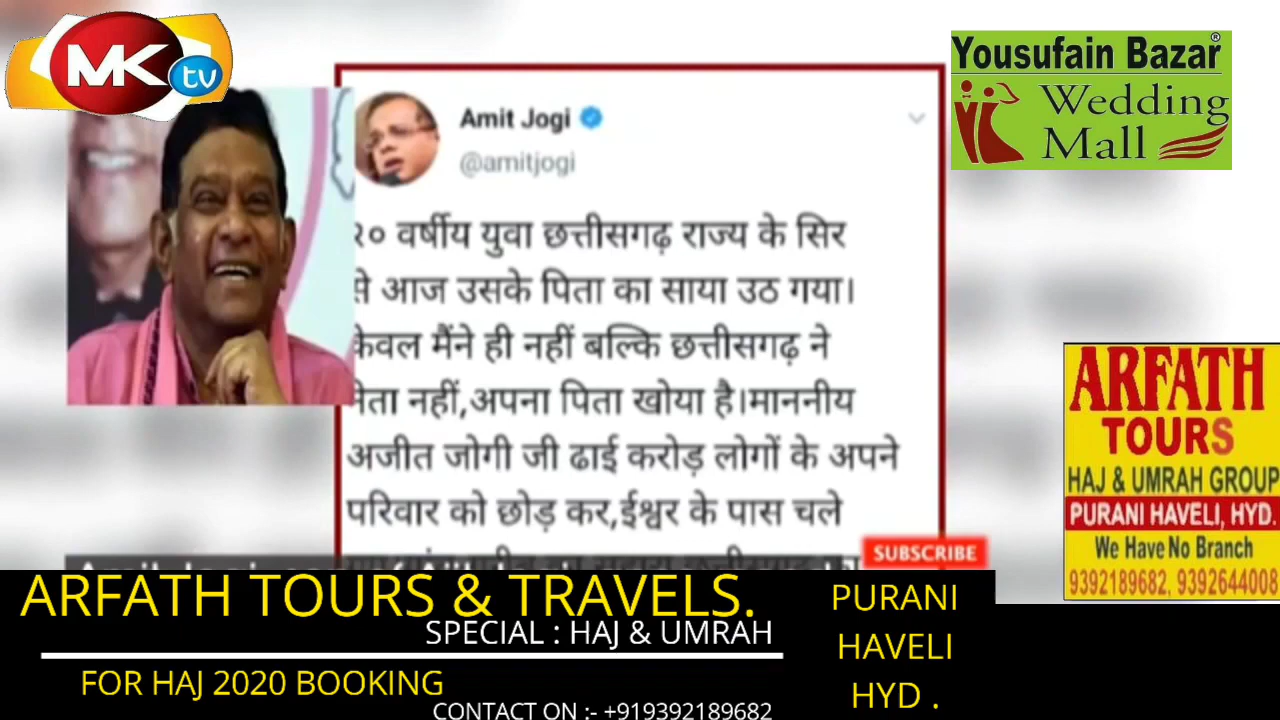 MK tv
Yousufain Bazar®
Wedding
Mall
Amit Jogi
@amitjogi
२० वर्षीय युवा छत्तीसगढ़ राज्य के सिर
से आज उसके पिता का साया उठ गया।
केवल मैंने ही नहीं बल्कि छत्तीसगढ़ ने
नेता नहीं,अपना पिता खोया है।माननीय
अजीत जोगी जी ढाई करोड़ लोगों के अपने
परिवार को छोड़ कर,ईश्वर के पास चले
SUBSCRIBE
ARFATH
TOURS
HAJ & UMRAH GROUP
PURANI HAVELI, HYD.
We Have No Branch
9392189682, 9392644008
ARFATH TOURS & TRAVELS.
SPECIAL : HAJ & UMRAH
FOR HAJ 2020 BOOKING
CONTACT ON :- +919392189682
PURANI
HAVELI
HYD .